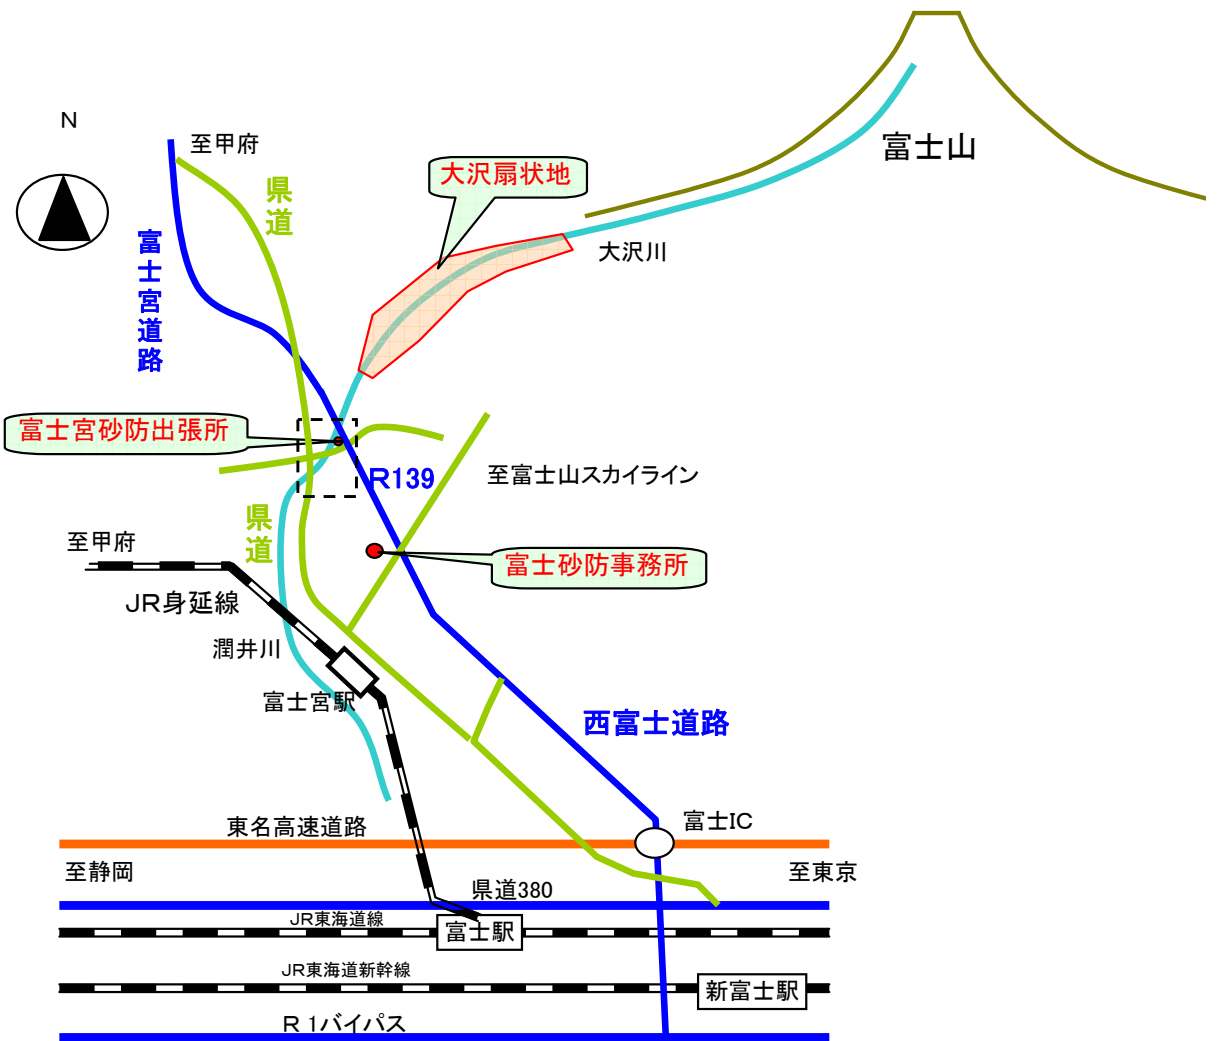 N
至甲府
富士山
大沢扇状地
県道
富士宮道路
大沢川
富士宮砂防出張所
R139
至富士山スカイライン
県道
至甲府
富士砂防事務所
JR身延線
潤井川
富士宮駅
西富士道路
富士IC
東名高速道路
至静岡
至東京
県道380
JR東海道線
富士駅
JR東海道新幹線
新富士駅
R 1バイパス